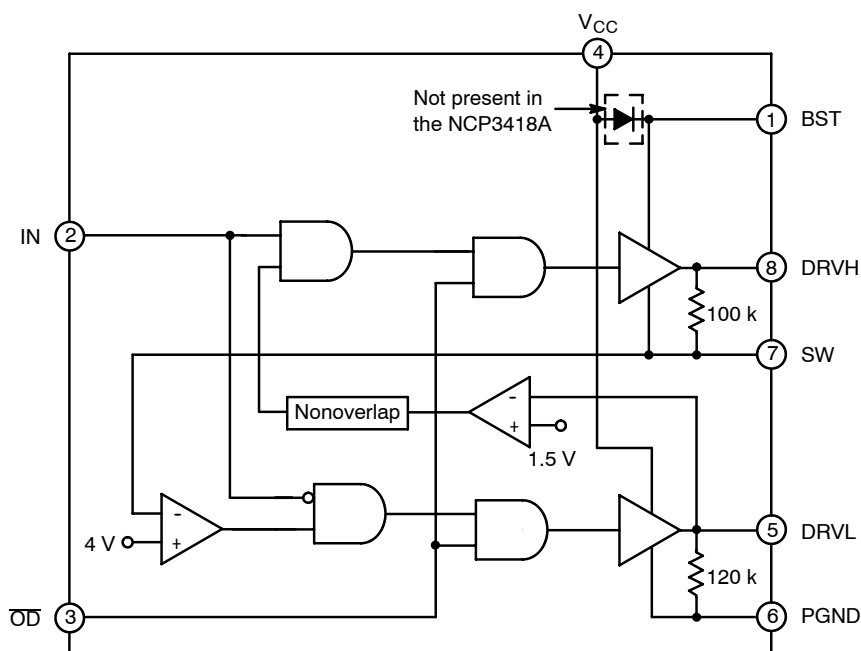 VCC
4
Not present in
the NCP3418A
1 BST
IN 2
8 DRVH
100 k
7 SW
Nonoverlap
-
+
1.5 V
-
+
4 V
5 DRVL
120 k
OD 3
6 PGND